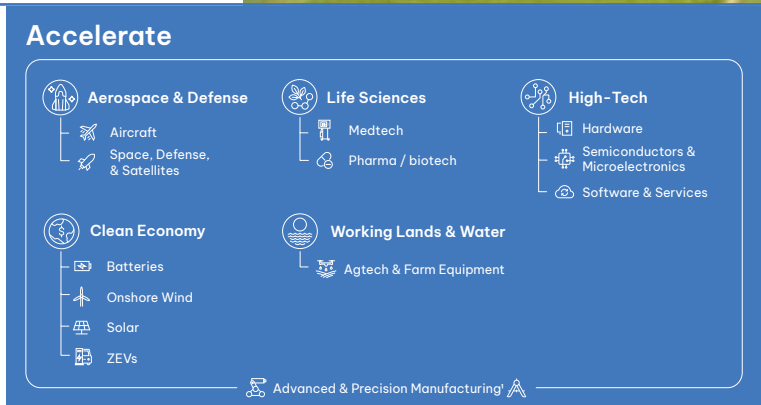 Accelerate
Aerospace & Defense
Aircraft
Space, Defense,
& Satellites
Life Sciences
Medtech
Pharma / biotech
High-Tech
Hardware
Semiconductors &
Microelectronics
Software & Services
Clean Economy
Batteries
Onshore Wind
Solar
ZEVs
Working Lands & Water
Agtech & Farm Equipment
Advanced & Precision Manufacturing¹